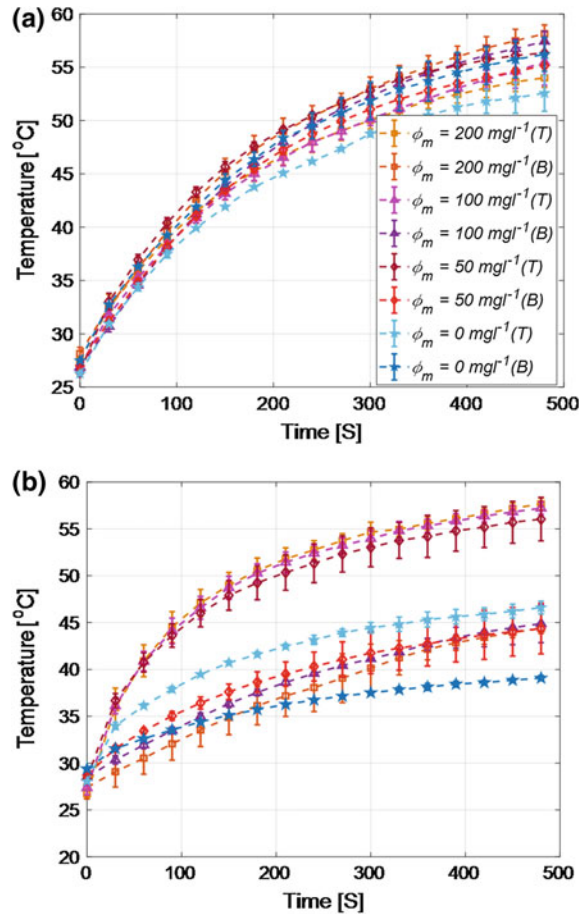 (a)
60
55
50
45
40
35
30
25
Temperature [°C]
ϕm = 200 mgl-1(T)
ϕm = 200 mgl-1(B)
ϕm = 100 mgl-1(T)
ϕm = 100 mgl-1(B)
ϕm = 50 mgl-1(T)
ϕm = 50 mgl-1(B)
ϕm = 0 mgl-1(T)
ϕm = 0 mgl-1(B)
0 100 200 300 400 500
Time [S]
(b)
60
55
50
45
40
35
30
25
20
Temperature [°C]
0 100 200 300 400 500
Time [S]